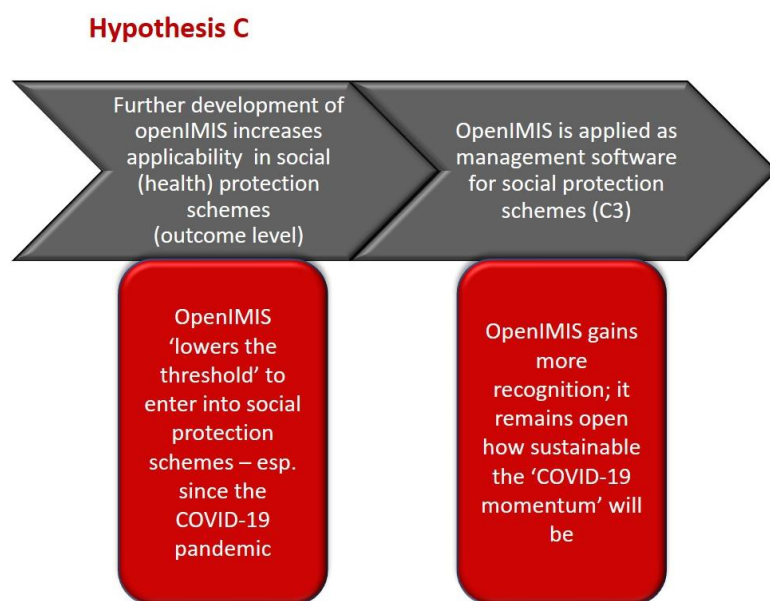 Hypothesis C
Further development of
openIMIS increases
applicability in social
(health) protection
schemes
(outcome level)
OpenIMIS is applied as
management software
for social protection
schemes (C3)
OpenIMIS
‘lowers the
threshold’ to
enter into social
protection
schemes – esp.
since the
COVID-19
pandemic
OpenIMIS gains
more
recognition; it
remains open
how sustainable
the ‘COVID-19
momentum’ will
be